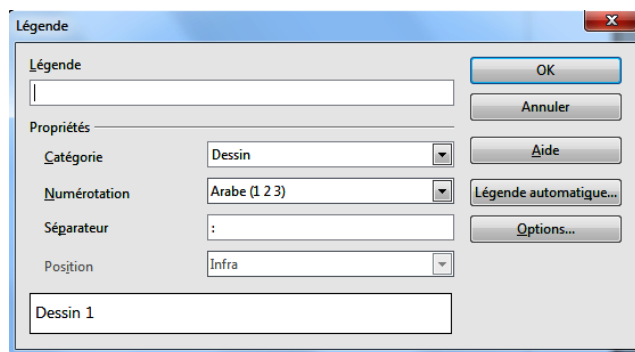 Légende
Légende
OK
Annuler
Propriétés
Catégorie
Dessin
Aide
Numérotation
Arabe (1 2 3)
Légende automatique...
Séparateur
:
Options...
Position
Infra
Dessin 1